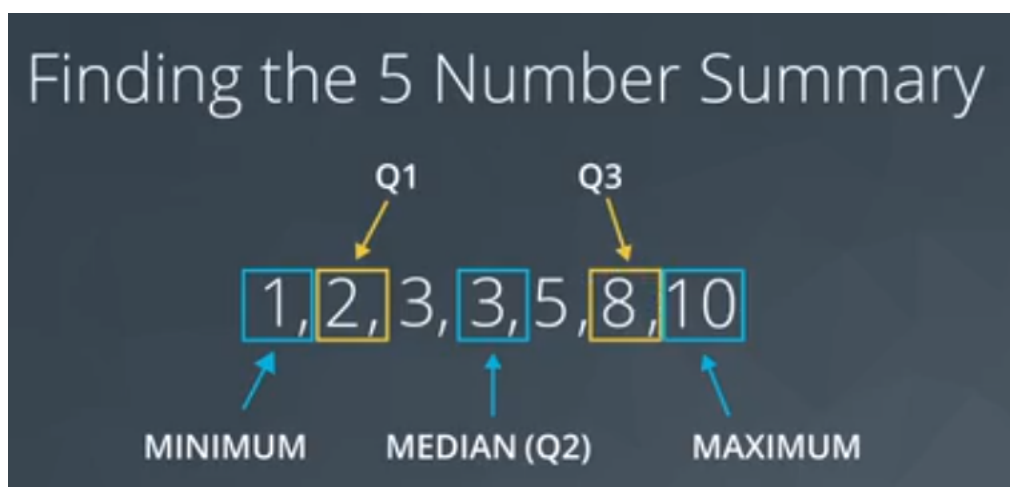 Finding the 5 Number Summary
Q1 Q3
1, 2, 3, 3, 5, 8, 10
MINIMUM MEDIAN (Q2) MAXIMUM